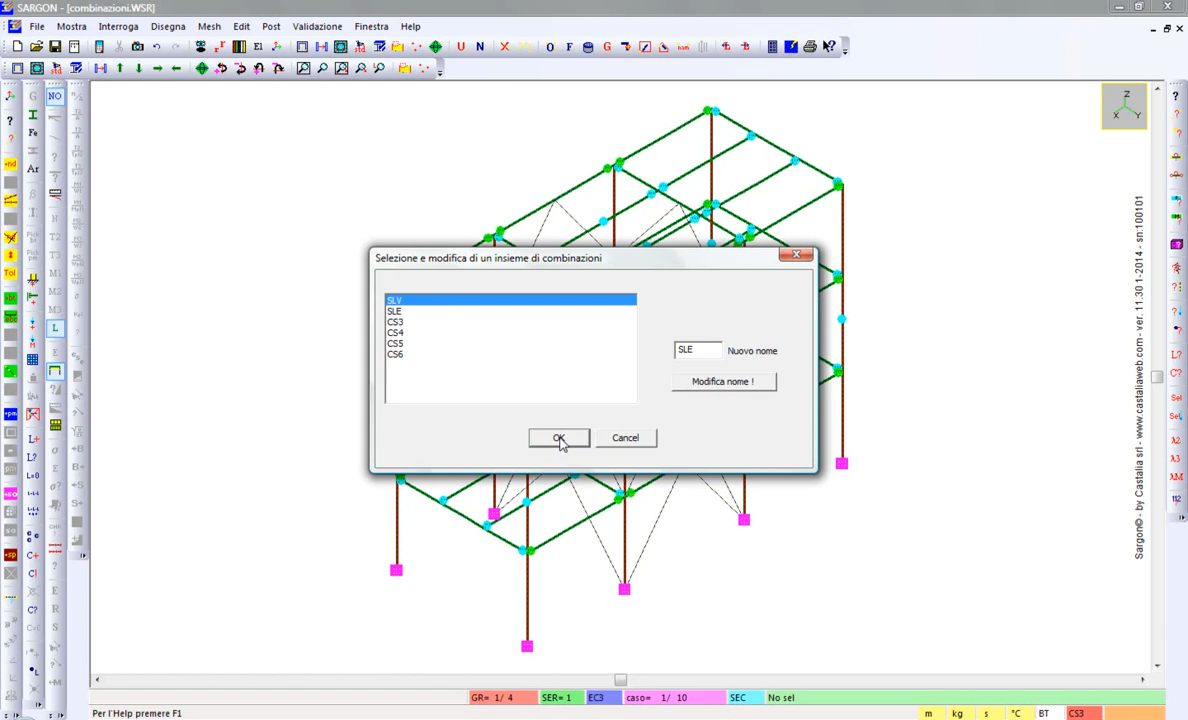 SARGON - [combinazioni.WSR]
File Mostra Interroga Disegna Mesh Edit Post Validazione Finestra Help
Z
X Y
Selezione e modifica di un insieme di combinazioni
SLV
SLE
CS3
CS4
CS5
CS6
SLE Nuovo nome
Modifica nome !
OK Cancel
Sargon© - by Castalia srl - www.castaliaweb.com - ver. 11.30 1-2014 - sn:100101
GR= 1/ 4 SER= 1 EC3 caso= 1/ 10 SEC No sel
Per l'Help premere F1 m kg s °C BT CS3